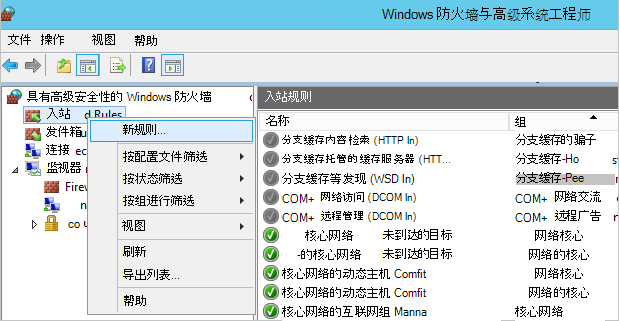 Windows 防火墙与高级系统工程师
文件 操作 视图 帮助
具有高级安全性的 Windows 防火墙
入站 d Rules
发件箱
连接 ec
监视器
Firew
n
co u
新规则...
按配置文件筛选
按状态筛选
按组进行筛选
视图
刷新
导出列表...
帮助
入站规则
名称 组
分支缓存内容检索 (HTTP In) 分支缓存的骗子
分支缓存托管的缓存服务器 (HTT... 分支缓存-Ho
分支缓存等发现 (WSD In) 分支缓存-Pee
COM+ 网络访问 (DCOM In) COM+ 网络交流
COM+ 远程管理 (DCOM In) COM+ 远程广告
核心网络 未到达的目标 网络核心
-的核心网络 未到达的目标 网络的核心
核心网络的动态主机 Comfit 网络的核心
核心网络的动态主机 Comfit 网络的核心
核心网络的互联网组 Manna 核心网络